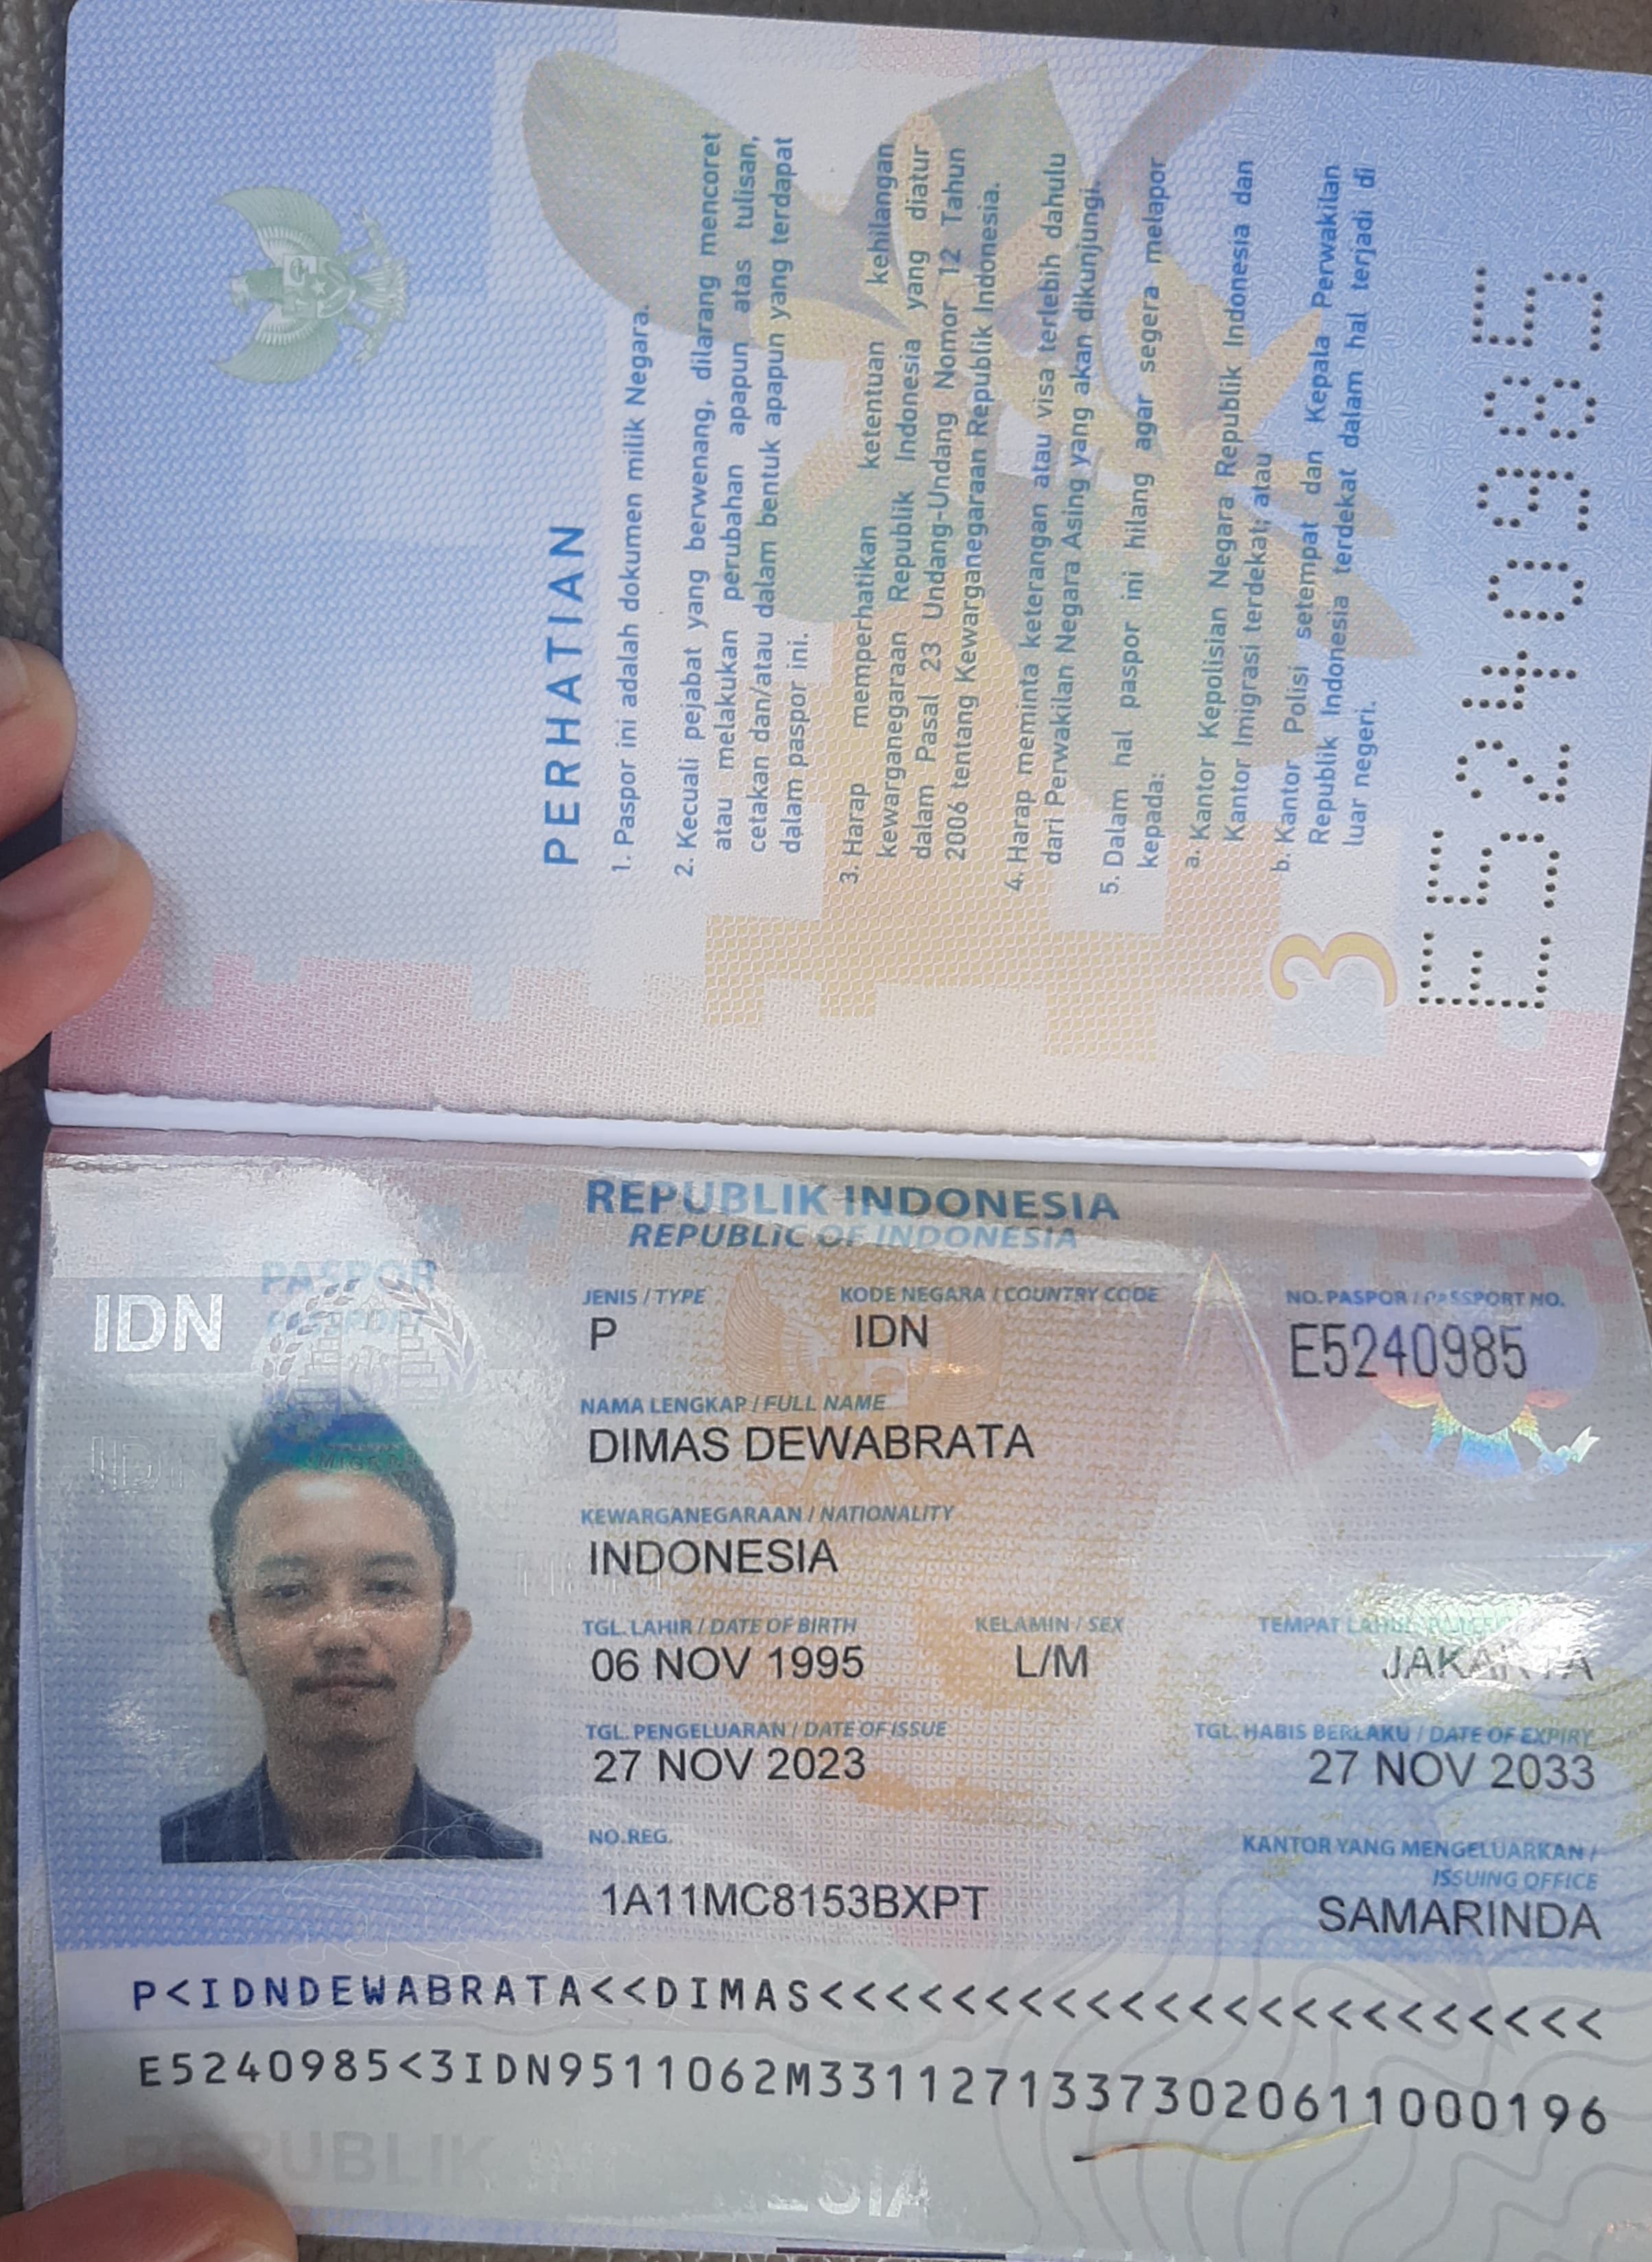 PERHATIAN
1. Paspor ini adalah dokumen milik Negara.
2. Kecuali pejabat yang berwenang, dilarang mencoret
atau melakukan perubahan apapun atas tulisan,
cetakan dan/atau dalam bentuk apapun yang terdapat
dalam paspor ini.
3. Harap memperhatikan ketentuan kehilangan
kewarganegaraan Republik Indonesia yang diatur
dalam Pasal 23 Undang-Undang Nomor 12 Tahun
2006 tentang Kewarganegaraan Republik Indonesia.
4. Harap meminta keterangan atau visa terlebih dahulu
dari Perwakilan Negara Asing yang akan dikunjungi.
5. Dalam hal paspor ini hilang agar segera melapor
kepada:
a. Kantor Kepolisian Negara Republik Indonesia dan
Kantor Imigrasi terdekat; atau
b. Kantor Polisi setempat dan Kepala Perwakilan
Republik Indonesia terdekat dalam hal terjadi di
luar negeri.
3
E5240985
REPUBLIK INDONESIA
REPUBLIC OF INDONESIA
PASPOR
IDN
JENIS / TYPE KODE NEGARA / COUNTRY CODE NO. PASPOR / PASSPORT NO.
P IDN E5240985
NAMA LENGKAP / FULL NAME
DIMAS DEWABRATA
KEWARGANEGARAAN / NATIONALITY
INDONESIA
TGL. LAHIR / DATE OF BIRTH KELAMIN / SEX TEMPAT
06 NOV 1995 L/M JAKARTA
TGL. PENGELUARAN / DATE OF ISSUE TGL. HABIS BERLAKU / DATE OF EXPIRY
27 NOV 2023 27 NOV 2033
NO.REG. KANTOR YANG MENGELUARKAN /
ISSUING OFFICE
1A11MC8153BXPT SAMARINDA
P<IDNDEWABRATA<<DIMAS<<<<<<<<<<<<<<<<<<<<<<<
E5240985<3IDN9511062M33112713373020611000196